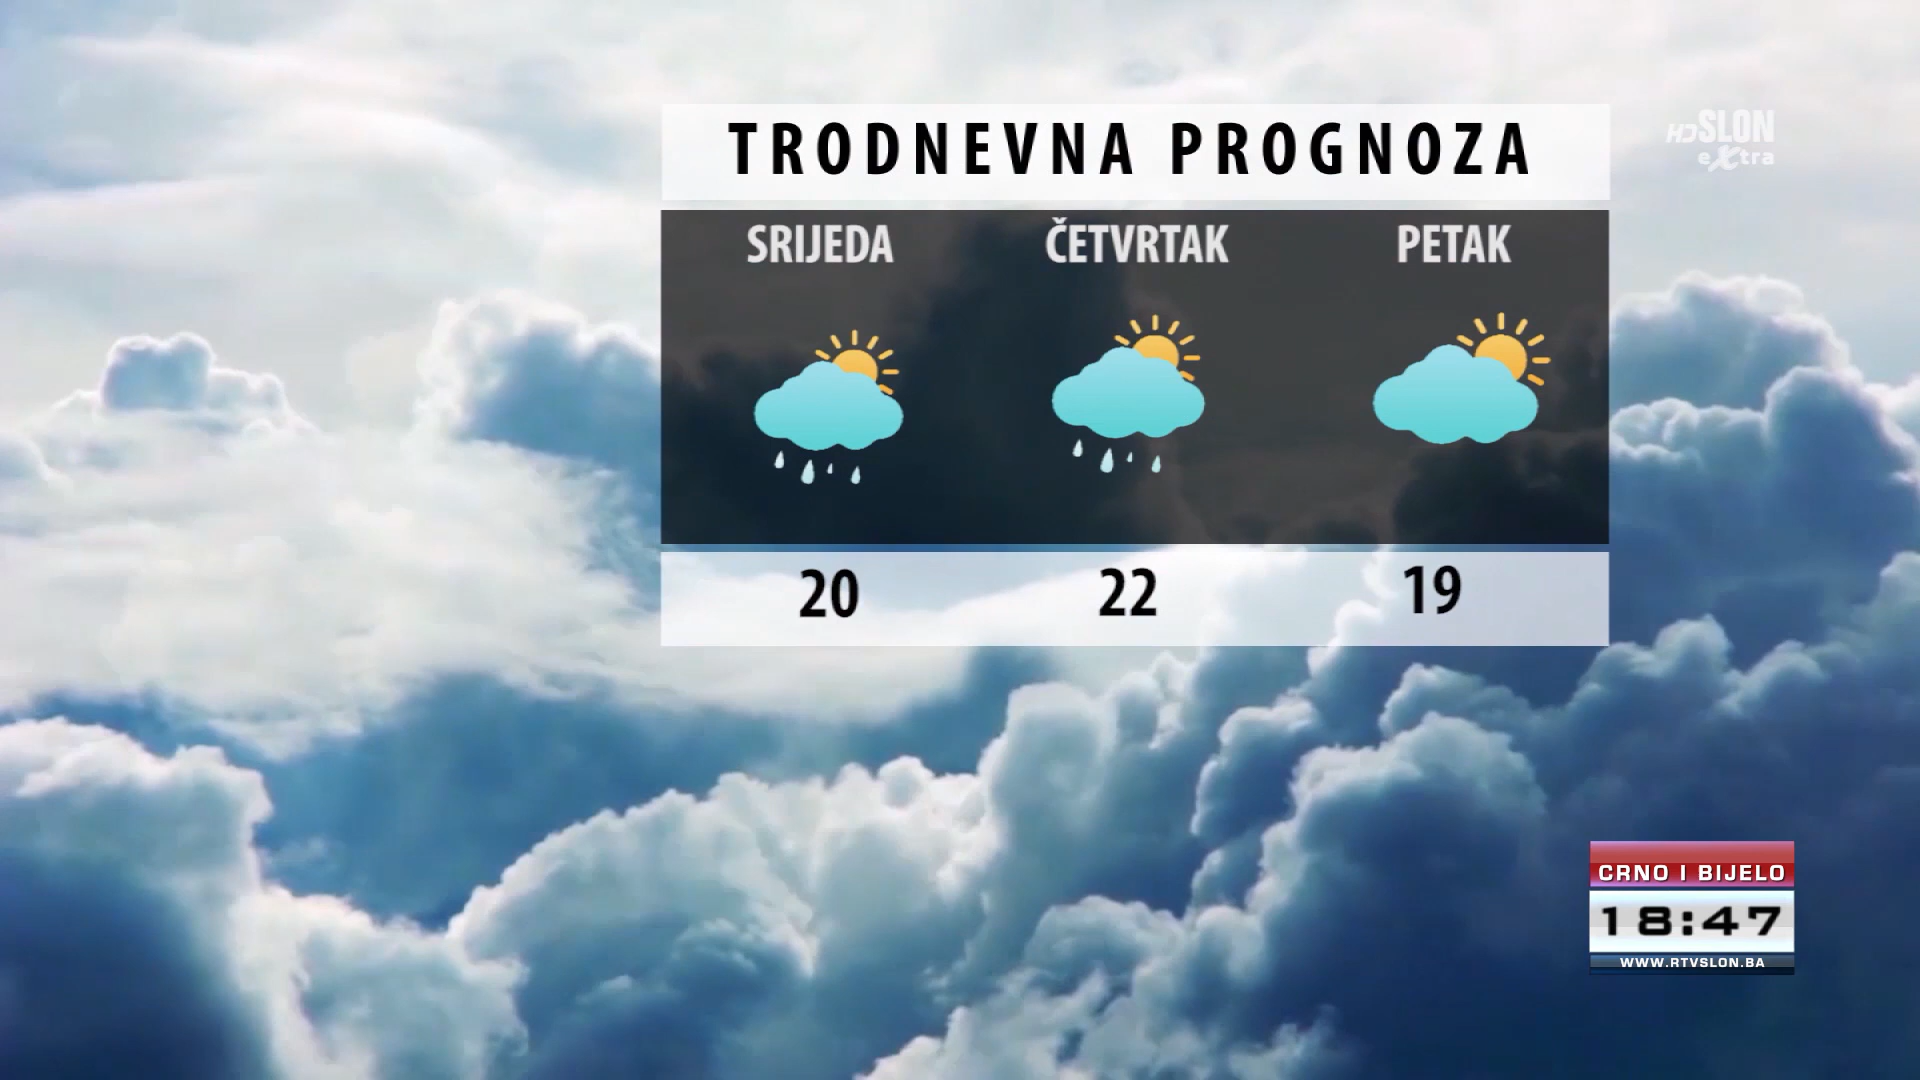 TRODNEVNA PROGNOZA
HD SLON
extra
SRIJEDA ČETVRTAK PETAK
20 22 19
CRNO I BIJELO
18:47
WWW.RTVSLON.BA